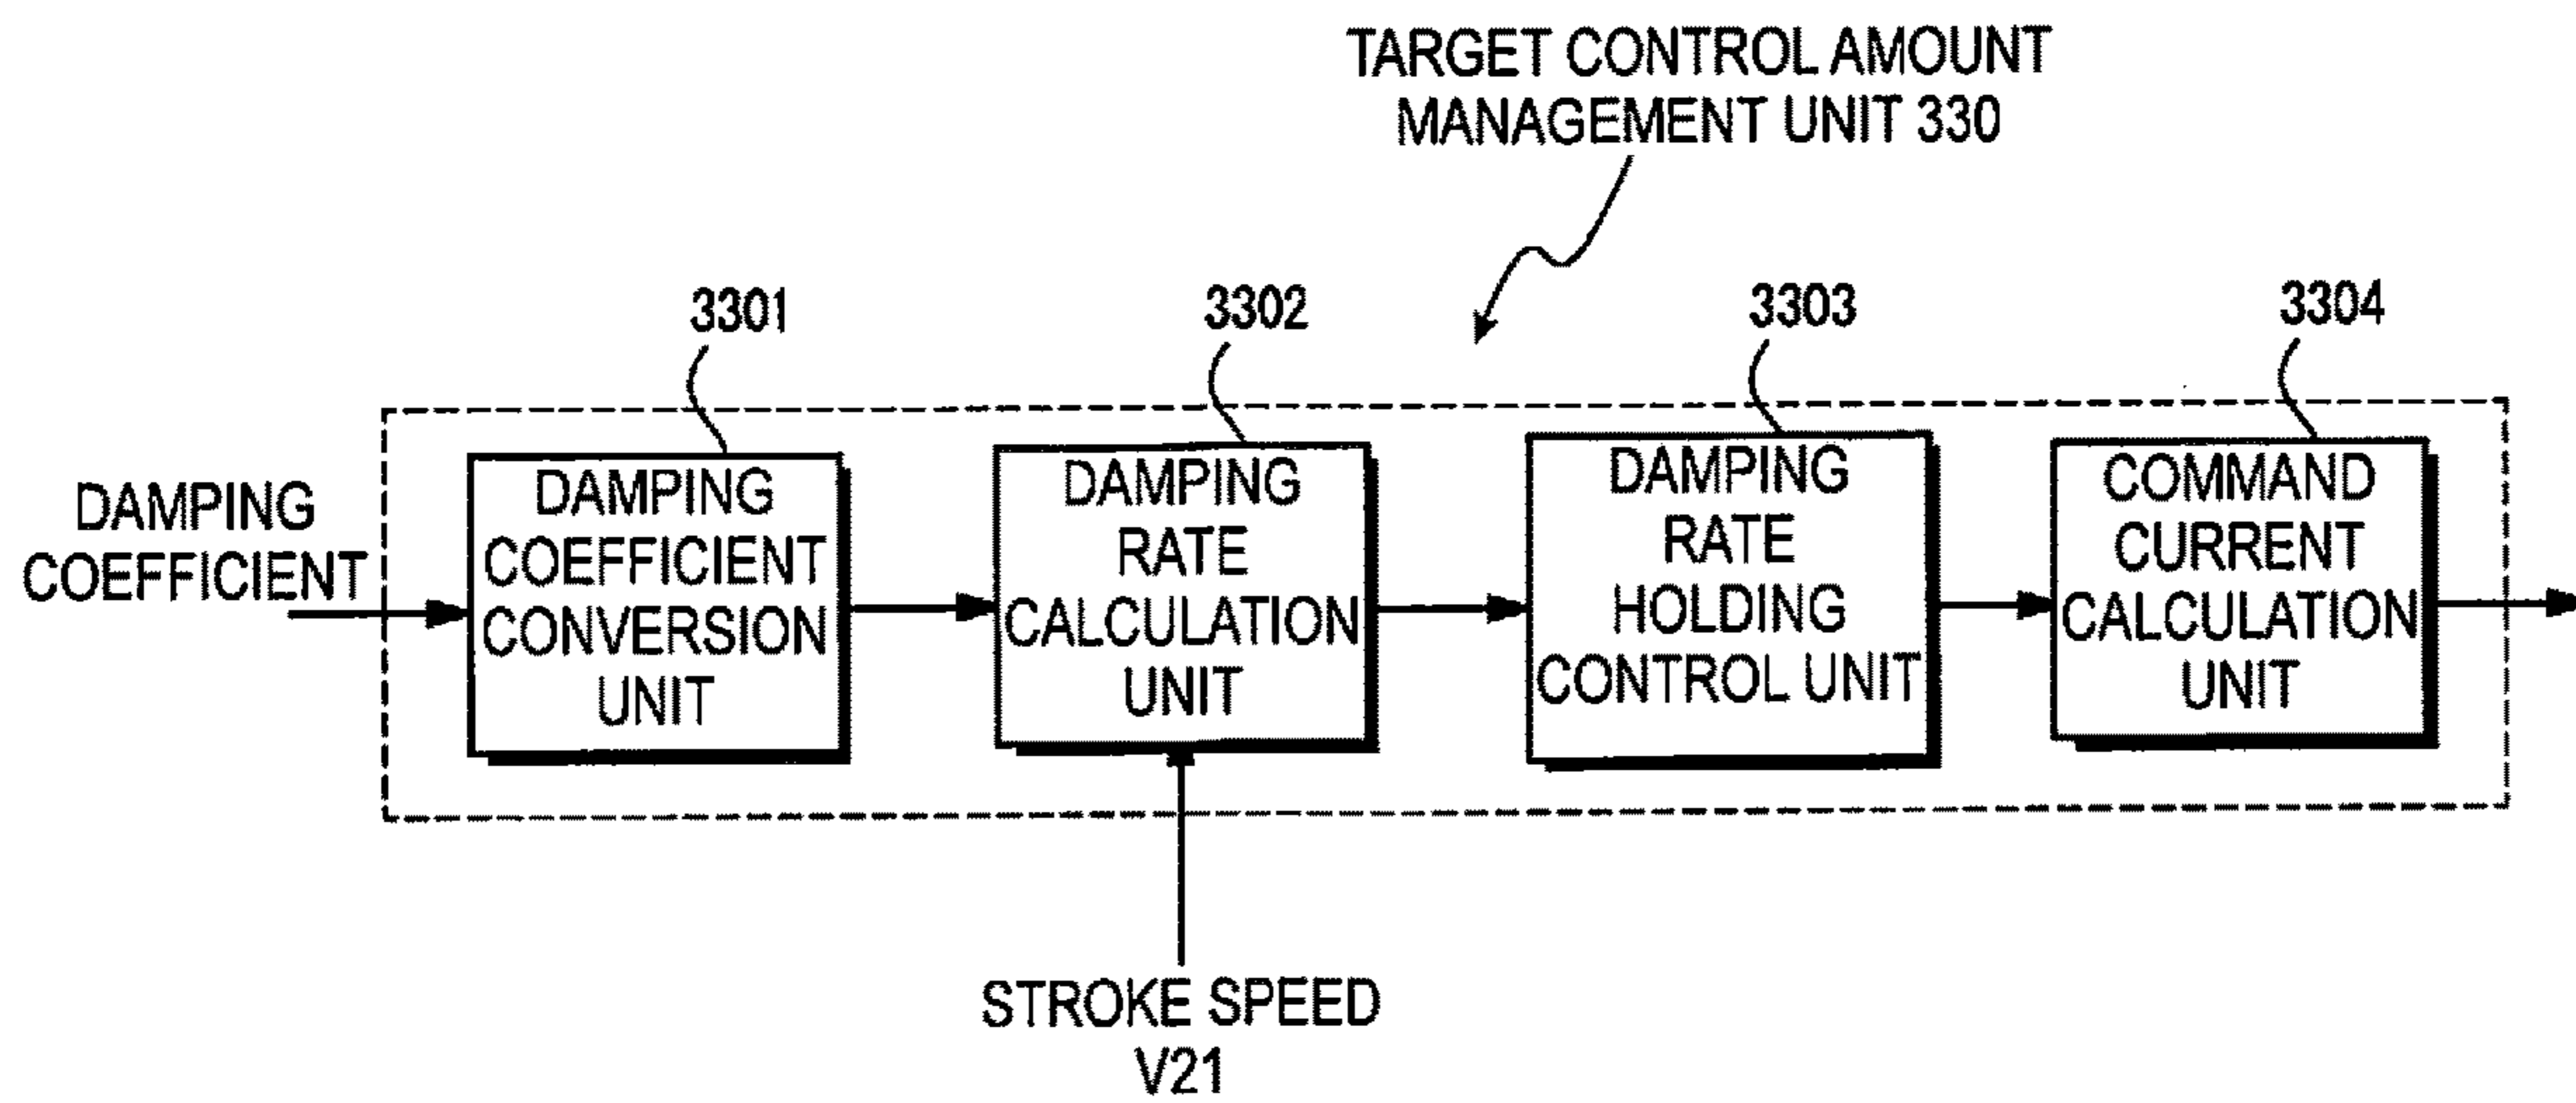 TARGET CONTROL AMOUNT
MANAGEMENT UNIT 330
3301
3302
3303
3304
DAMPING
COEFFICIENT
DAMPING
COEFFICIENT
CONVERSION
UNIT
DAMPING
RATE
CALCULATION
UNIT
DAMPING
RATE
HOLDING
CONTROL UNIT
COMMAND
CURRENT
CALCULATION
UNIT
STROKE SPEED
V21